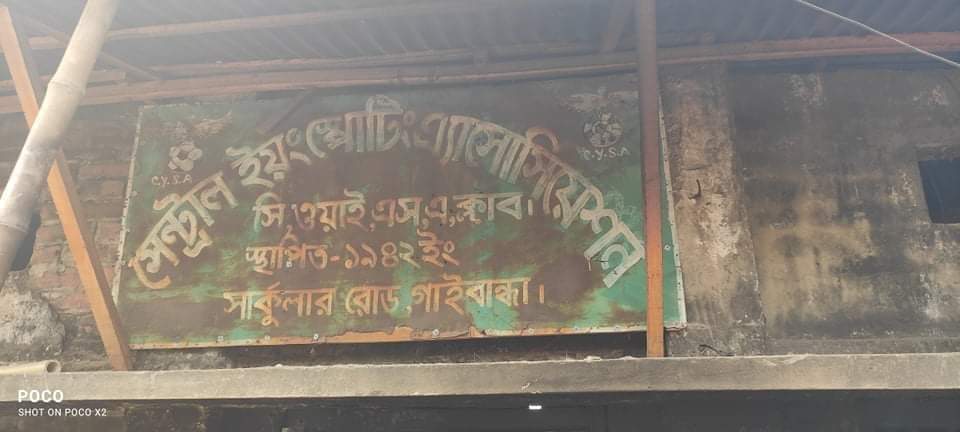 সেন্ট্রাল ইয়ং স্পোটিং এ্যাসোসিয়েশন
C.Y.S.A
C.Y.S.A
সি, ওয়াই, এস, এ, ক্লাব।
স্থাপিত-১৯৪২ ইং
সার্কুলার রোড, গাইবান্ধা।
POCO
SHOT ON POCO X2